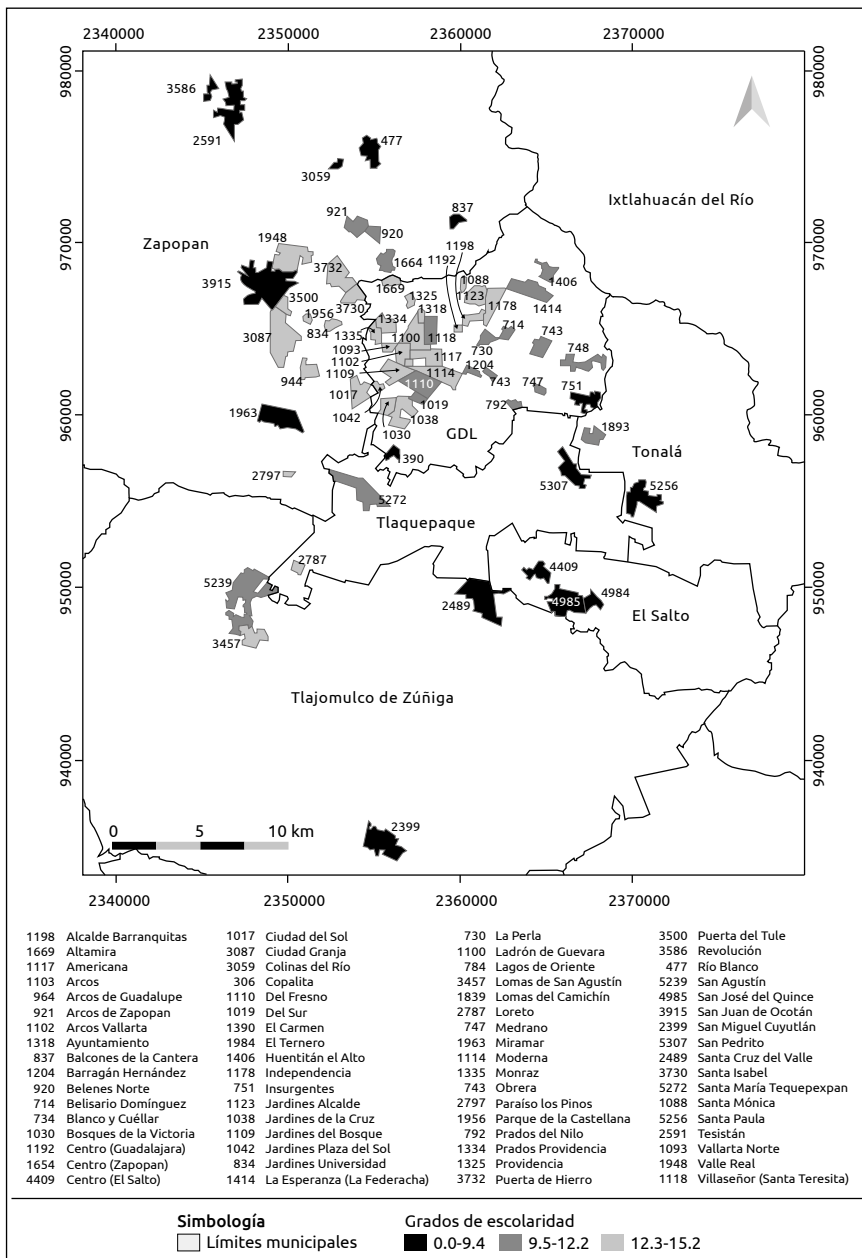 2340000 2350000 2360000 2370000
980000
970000
960000
950000
940000
980000
970000
960000
950000
940000
3586
2591
477
3059
837
921
920
Ixtlahuacán del Río
Zapopan
1948
1664
1192
1198
3732
1669
1088
1406
3915
3500
1325
1123
1178
1414
3730
1318
1956
1334
3087
834
1335
1100
1118
714
743
1093
730
748
1102
1117
1204
944
1109
1114
743
747
751
1017
1110
792
1963
1042
1019
1038
1893
1030
GDL
Tonalá
1390
2797
5307
5256
5272
Tlaquepaque
2787
4409
5239
4984
2489
4985
El Salto
3457
Tlajomulco de Zúñiga
2399
0 5 10 km
2340000 2350000 2360000 2370000
1198 Alcalde Barranquitas
1669 Altamira
1117 Americana
1103 Arcos
964 Arcos de Guadalupe
921 Arcos de Zapopan
1102 Arcos Vallarta
1318 Ayuntamiento
837 Balcones de la Cantera
1204 Barragán Hernández
920 Belenes Norte
714 Belisario Domínguez
734 Blanco y Cuéllar
1030 Bosques de la Victoria
1192 Centro (Guadalajara)
1654 Centro (Zapopan)
4409 Centro (El Salto)
1017 Ciudad del Sol
3087 Ciudad Granja
3059 Colinas del Río
306 Copalita
1110 Del Fresno
1019 Del Sur
1390 El Carmen
1984 El Ternero
1406 Huentitán el Alto
1178 Independencia
751 Insurgentes
1123 Jardines Alcalde
1038 Jardines de la Cruz
1109 Jardines del Bosque
1042 Jardines Plaza del Sol
834 Jardines Universidad
1414 La Esperanza (La Federacha)
730 La Perla
1100 Ladrón de Guevara
784 Lagos de Oriente
3457 Lomas de San Agustín
1839 Lomas del Camichín
2787 Loreto
747 Medrano
1963 Miramar
1114 Moderna
1335 Monraz
743 Obrera
2797 Paraíso los Pinos
1956 Parque de la Castellana
792 Prados del Nilo
1334 Prados Providencia
1325 Providencia
3732 Puerta de Hierro
3500 Puerta del Tule
3586 Revolución
477 Río Blanco
5239 San Agustín
4985 San José del Quince
3915 San Juan de Ocotán
2399 San Miguel Cuyutlán
5307 San Pedrito
2489 Santa Cruz del Valle
3730 Santa Isabel
5272 Santa María Tequepexpan
1088 Santa Mónica
5256 Santa Paula
2591 Tesistán
1093 Vallarta Norte
1948 Valle Real
1118 Villaseñor (Santa Teresita)
Simbología
Límites municipales
Grados de escolaridad
0.0-9.4 9.5-12.2 12.3-15.2